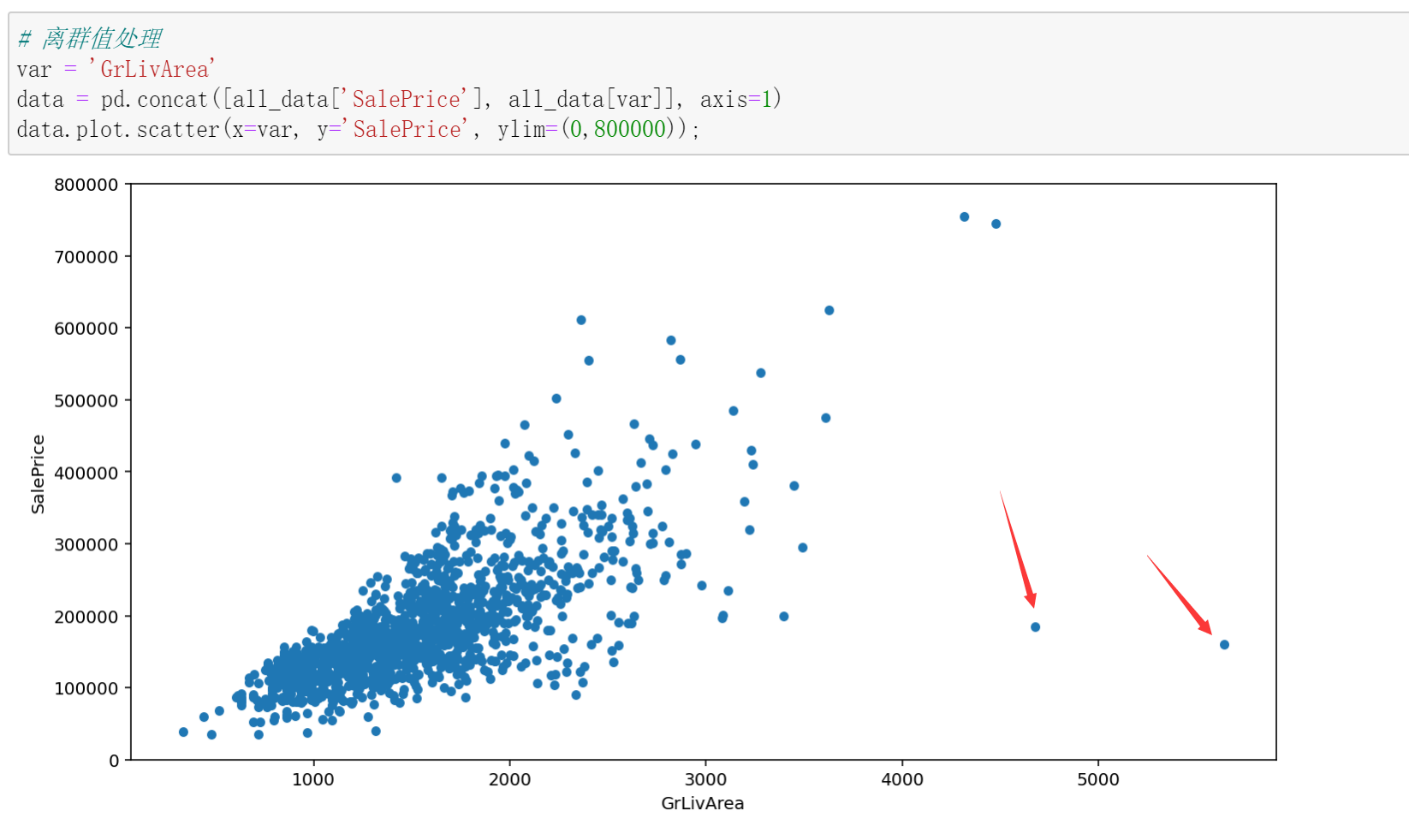 # 离群值处理
var = 'GrLivArea'
data = pd.concat([all_data['SalePrice'], all_data[var]], axis=1)
data.plot.scatter(x=var, y='SalePrice', ylim=(0,800000));
800000
700000
600000
500000
400000
300000
200000
100000
0
SalePrice
1000 2000 3000 4000 5000
GrLivArea